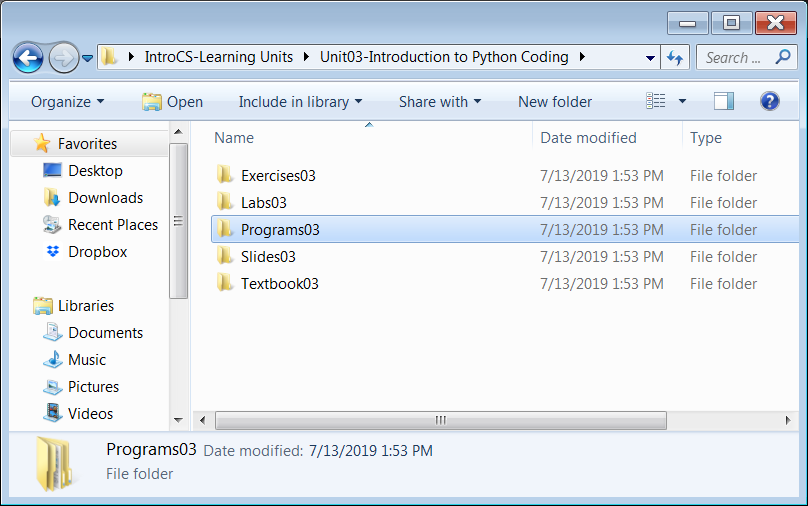 IntroCS-Learning Units Unit03-Introduction to Python Coding Search ...
Organize Open Include in library Share with New folder
Name Date modified Type
Favorites
Desktop
Downloads
Recent Places
Dropbox
Libraries
Documents
Music
Pictures
Videos
Exercises03 7/13/2019 1:53 PM File folder
Labs03 7/13/2019 1:53 PM File folder
Programs03 7/13/2019 1:53 PM File folder
Slides03 7/13/2019 1:53 PM File folder
Textbook03 7/13/2019 1:53 PM File folder
Programs03 Date modified: 7/13/2019 1:53 PM
File folder